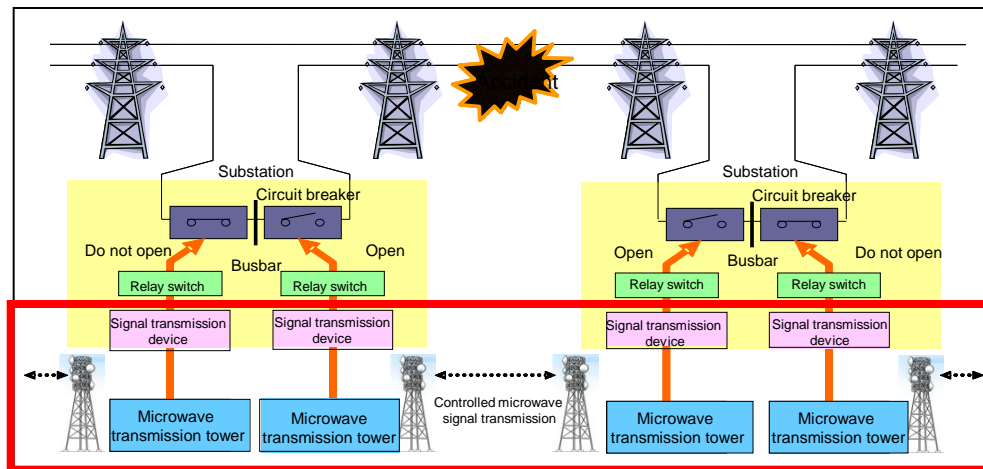 Accident
Substation
Circuit breaker
Do not open
Open
Busbar
Relay switch
Relay switch
Signal transmission
device
Signal transmission
device
Microwave
transmission tower
Microwave
transmission tower
Controlled microwave
signal transmission
Substation
Circuit breaker
Open
Do not open
Busbar
Relay switch
Relay switch
Signal transmission
device
Signal transmission
device
Microwave
transmission tower
Microwave
transmission tower